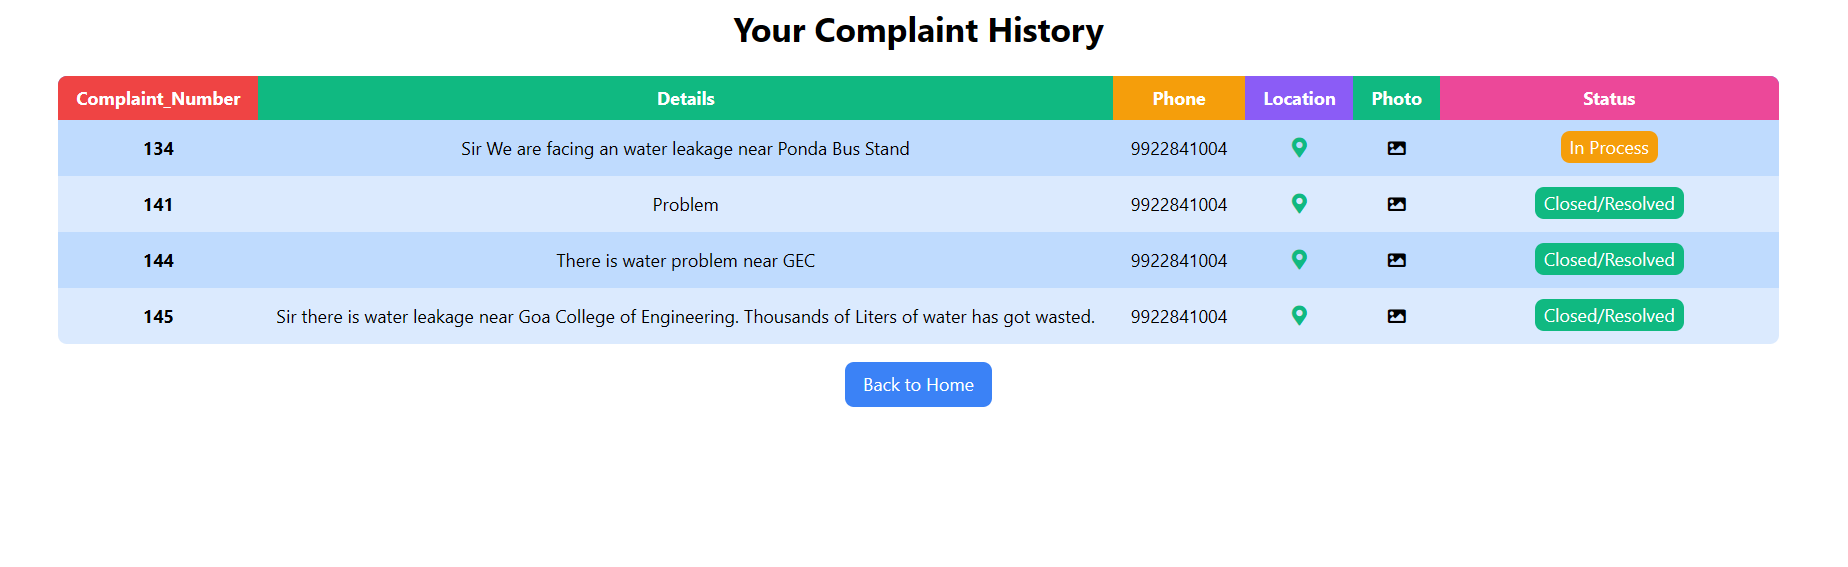 Your Complaint History
Complaint_Number Details Phone Location Photo Status
134 Sir We are facing an water leakage near Ponda Bus Stand 9922841004 In Process
141 Problem 9922841004 Closed/Resolved
144 There is water problem near GEC 9922841004 Closed/Resolved
145 Sir there is water leakage near Goa College of Engineering. Thousands of Liters of water has got wasted. 9922841004 Closed/Resolved
Back to Home